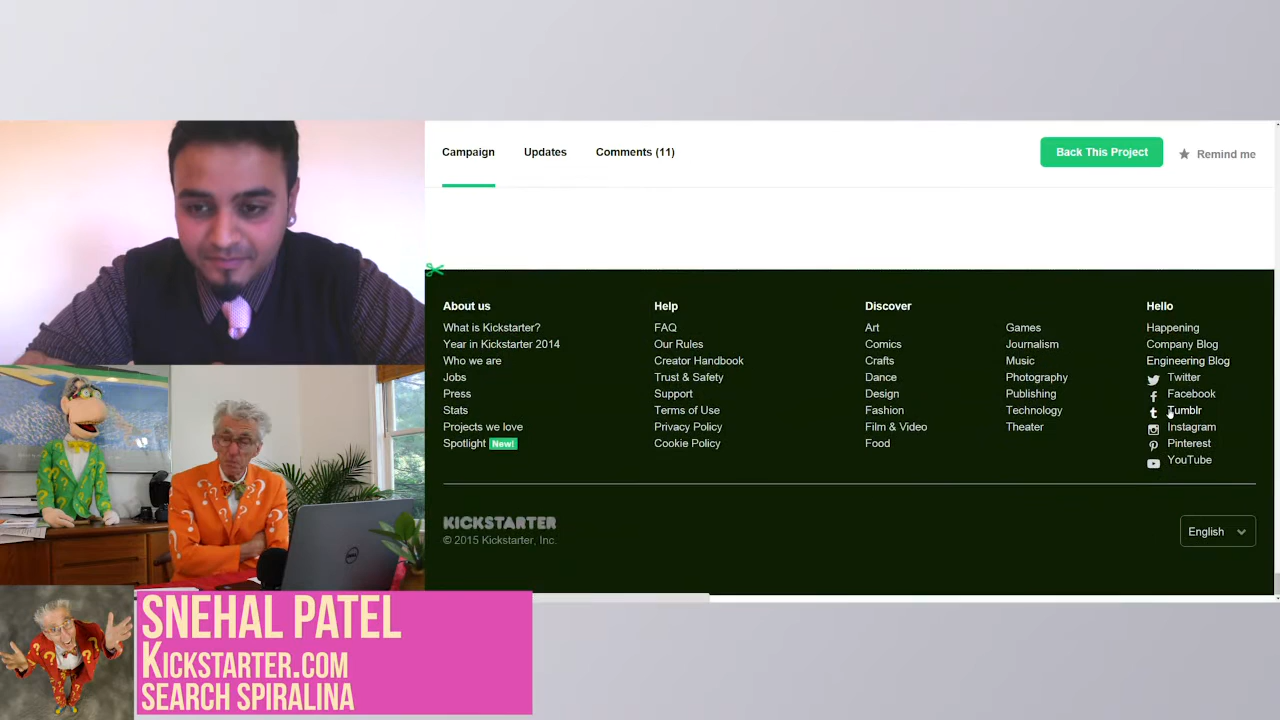 Campaign
Updates
Comments (11)
Back This Project
Remind me
About us
What is Kickstarter?
Year in Kickstarter 2014
Who we are
Jobs
Press
Stats
Projects we love
Spotlight New!
Help
FAQ
Our Rules
Creator Handbook
Trust & Safety
Support
Terms of Use
Privacy Policy
Cookie Policy
Discover
Art
Comics
Crafts
Dance
Design
Fashion
Film & Video
Food
Games
Journalism
Music
Photography
Publishing
Technology
Theater
Hello
Happening
Company Blog
Engineering Blog
Twitter
Facebook
Tumblr
Instagram
Pinterest
YouTube
KICKSTARTER
© 2015 Kickstarter, Inc.
English
DELL
SNEHAL PATEL
KICKSTARTER.COM
SEARCH SPIRALINA